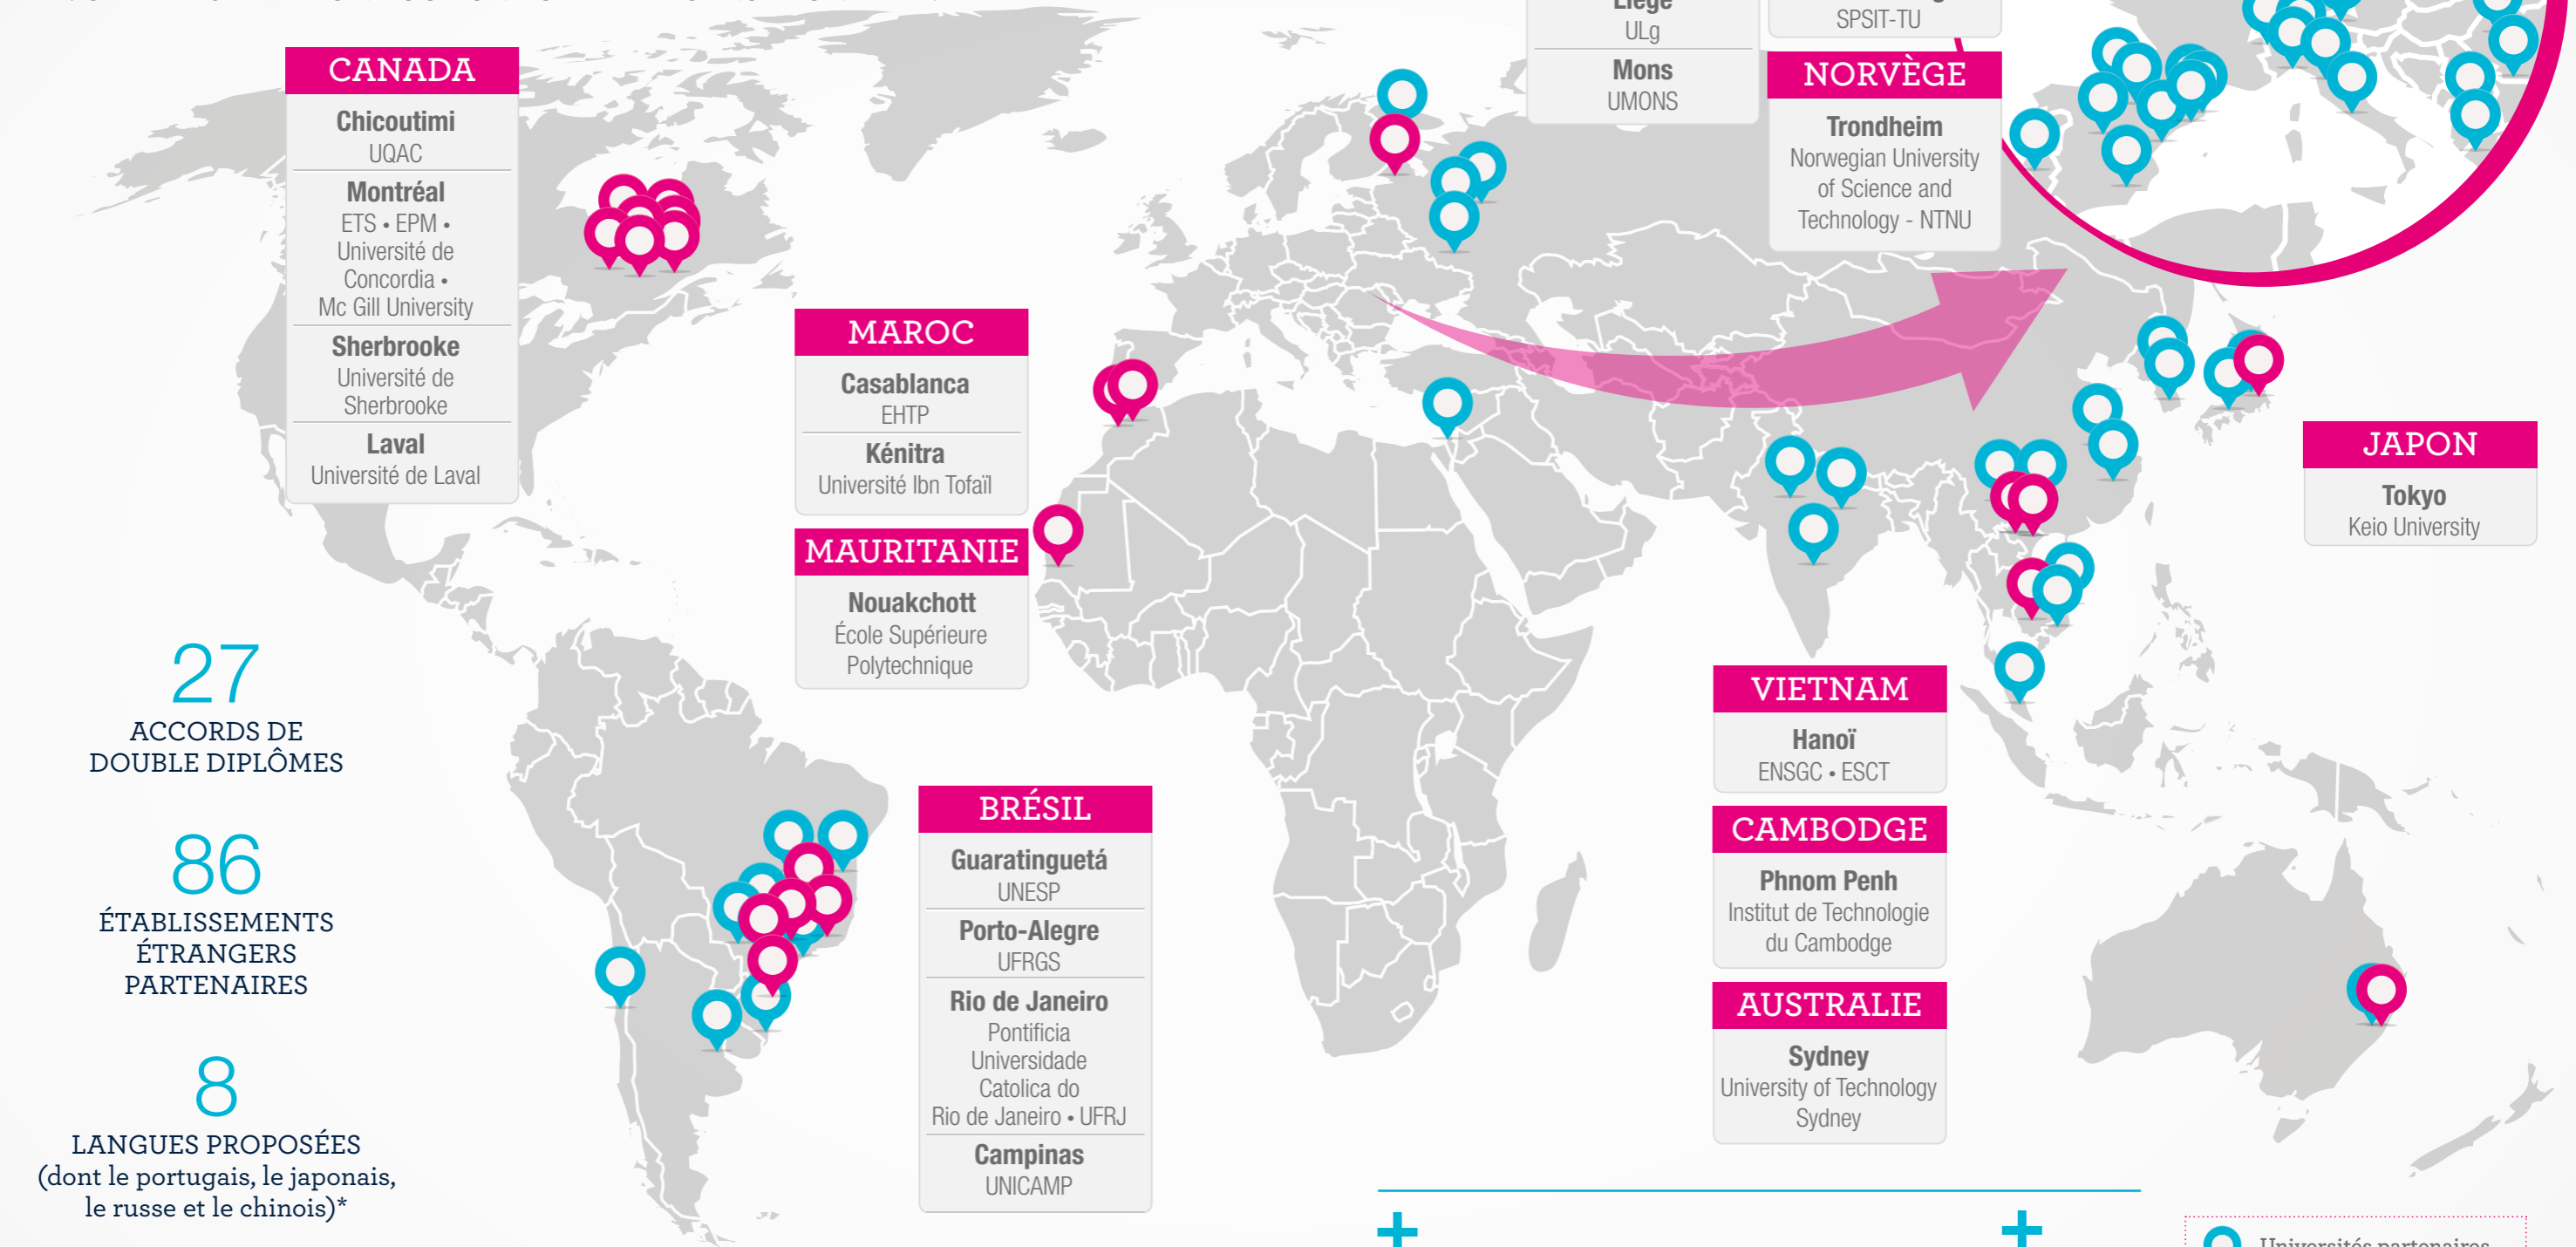 CANADA
Chicoutimi
UQAC
Montréal
ETS • EPM •
Université de
Concordia •
Mc Gill University
Sherbrooke
Université de
Sherbrooke
Laval
Université de Laval
MAROC
Casablanca
EHTP
Kénitra
Université Ibn Tofaïl
MAURITANIE
Nouakchott
École Supérieure
Polytechnique
Liège
ULg
Mons
UMONS
SPSIT-TU
NORVÈGE
Trondheim
Norwegian University
of Science and
Technology - NTNU
JAPON
Tokyo
Keio University
27
ACCORDS DE
DOUBLE DIPLÔMES
86
ÉTABLISSEMENTS
ÉTRANGERS
PARTENAIRES
8
LANGUES PROPOSÉES
(dont le portugais, le japonais,
le russe et le chinois)*
BRÉSIL
Guaratinguetá
UNESP
Porto-Alegre
UFRGS
Rio de Janeiro
Pontificia
Universidade
Catolica do
Rio de Janeiro • UFRJ
Campinas
UNICAMP
VIETNAM
Hanoï
ENSGC • ESCT
CAMBODGE
Phnom Penh
Institut de Technologie
du Cambodge
AUSTRALIE
Sydney
University of Technology
Sydney
+
+
Universités partenaires